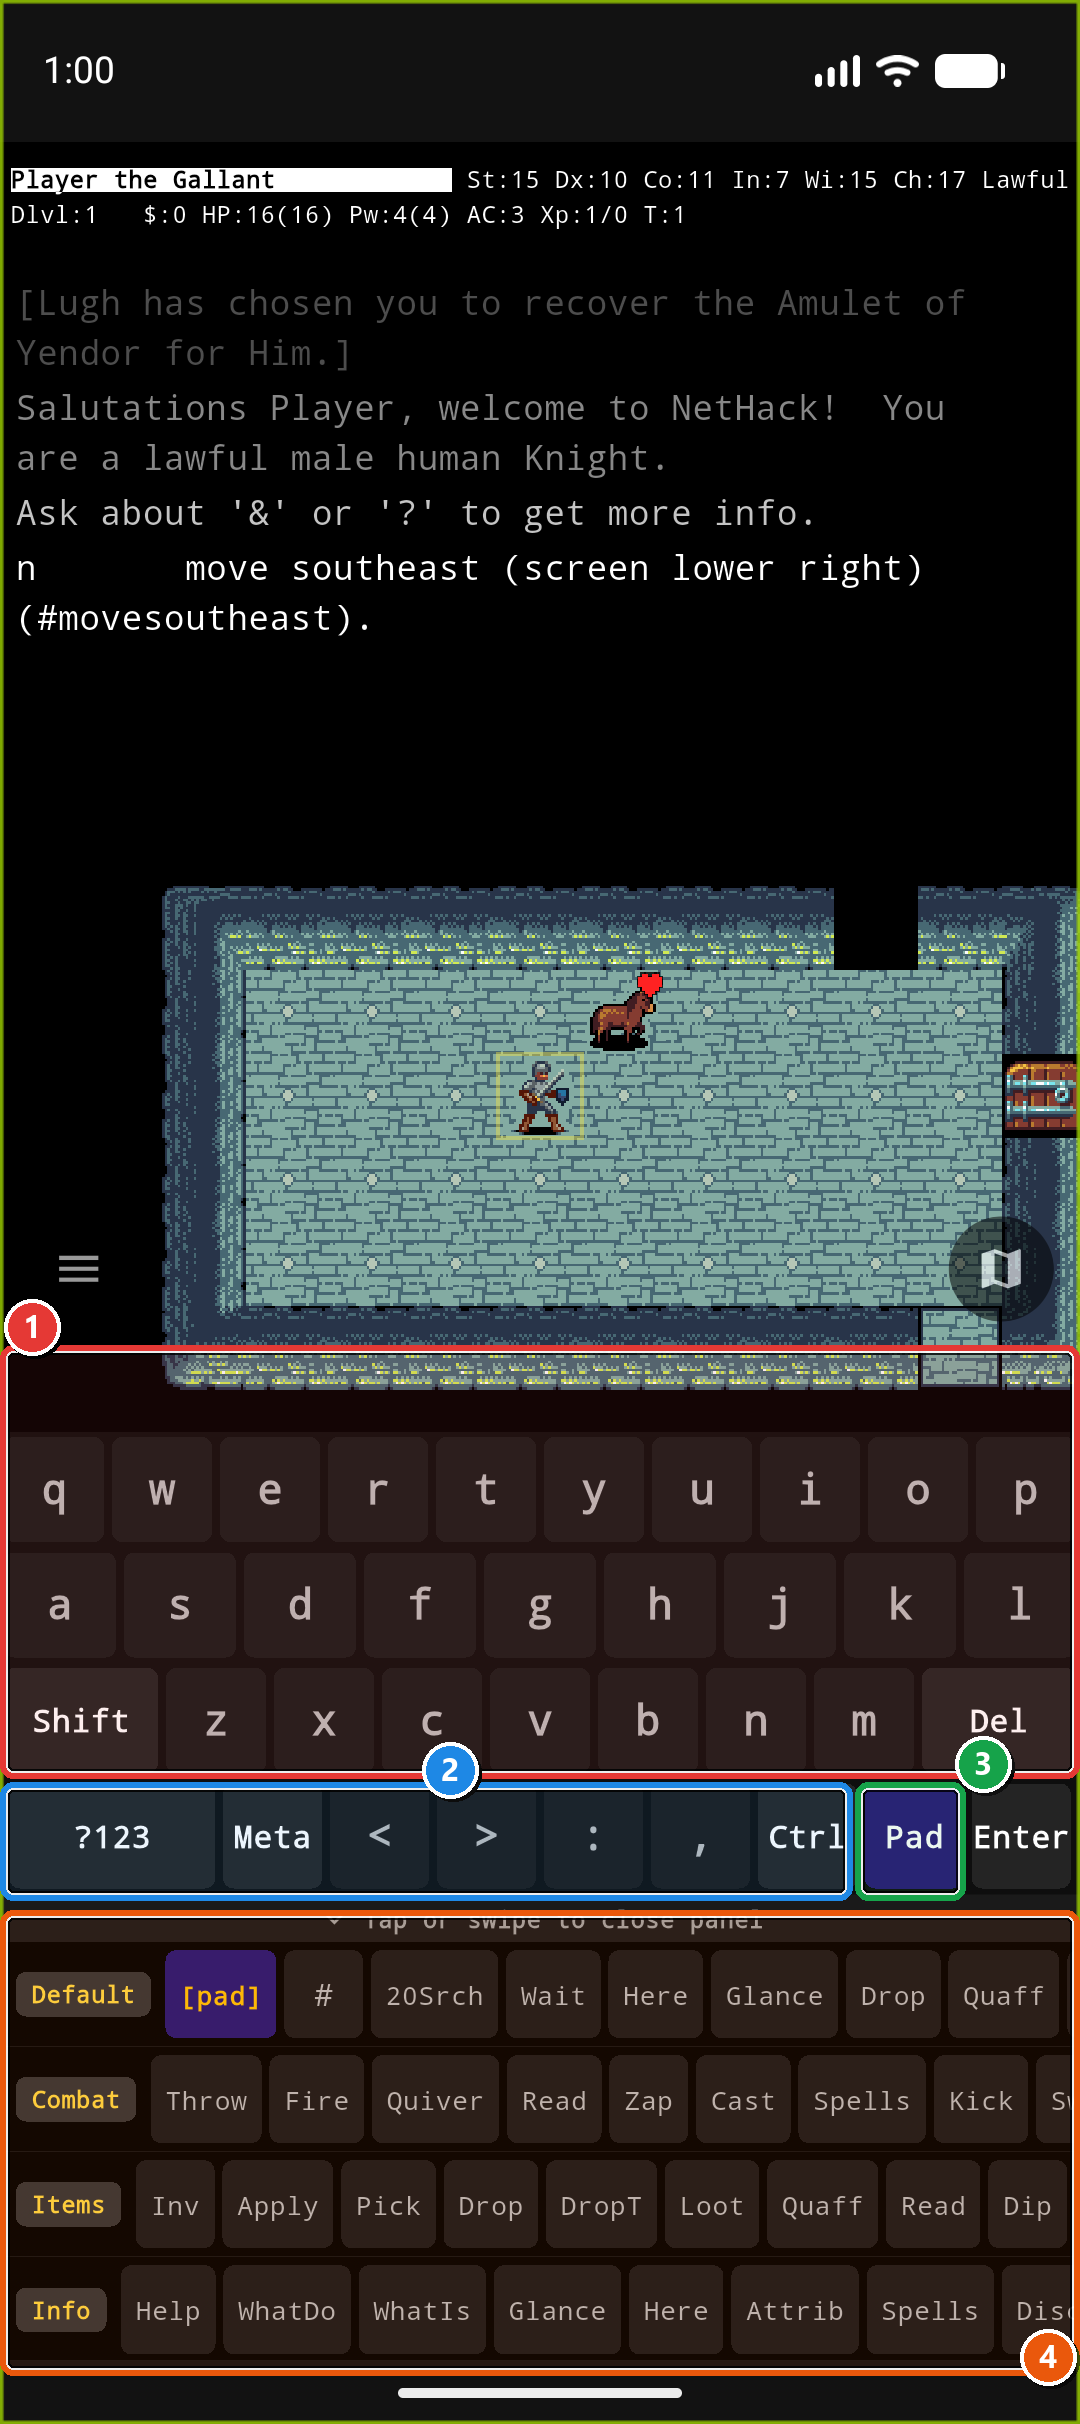 1:00
Player the Gallant St:15 Dx:10 Co:11 In:7 Wi:15 Ch:17 Lawful
Dlvl:1 $:0 HP:16(16) Pw:4(4) AC:3 Xp:1/0 T:1
[Lugh has chosen you to recover the Amulet of
Yendor for Him.]
Salutations Player, welcome to NetHack! You
are a lawful male human Knight.
Ask about '&' or '?' to get more info.
n move southeast (screen lower right)
(#movesoutheast).
1
q w e r t y u i o p
a s d f g h j k l
Shift z x c v b n m Del
2 3
?123 Meta < > : , Ctrl Pad Enter
Tap or swipe to close panel
Default [pad] # 20Srch Wait Here Glance Drop Quaff
Combat Throw Fire Quiver Read Zap Cast Spells Kick
Items Inv Apply Pick Drop DropT Loot Quaff Read Dip
Info Help WhatDo WhatIs Glance Here Attrib Spells
4